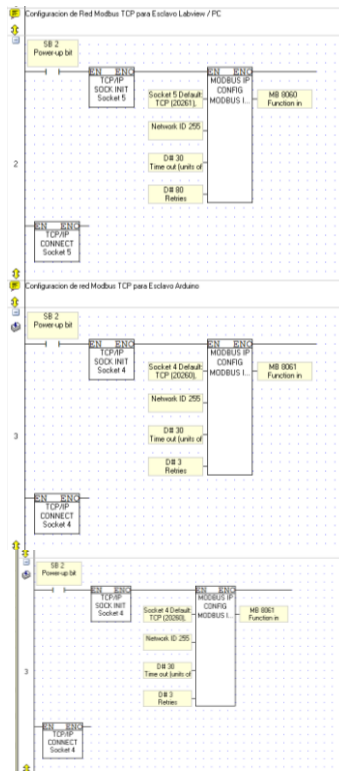 Configuracion de Red Modbus TCP para Esclavo Labview / PC
SB 2
Power-up bit
EN ENO
TCP/IP
SOCK INIT
Socket 5
EN ENO
MODBUS IP
CONFIG
MODBUS I...
Socket 5 Default:
TCP (20261),
MB 8060
Function in
Network ID 255
D# 30
Time out (units of
D# 80
Retries
2
EN ENO
TCP/IP
CONNECT
Socket 5
Configuracion de red Modbus TCP para Esclavo Arduino
SB 2
Power-up bit
EN ENO
TCP/IP
SOCK INIT
Socket 4
EN ENO
MODBUS IP
CONFIG
MODBUS I...
Socket 4 Default:
TCP (20260),
MB 8061
Function in
Network ID 255
D# 30
Time out (units of
D# 3
Retries
3
EN ENO
TCP/IP
CONNECT
Socket 4
SB 2
Power-up bit
EN ENO
TCP/IP
SOCK INIT
Socket 4
EN ENO
MODBUS IP
CONFIG
MODBUS I...
Socket 4 Default:
TCP (20260),
MB 8061
Function in
Network ID 255
D# 30
Time out (units of
D# 3
Retries
3
EN ENO
TCP/IP
CONNECT
Socket 4